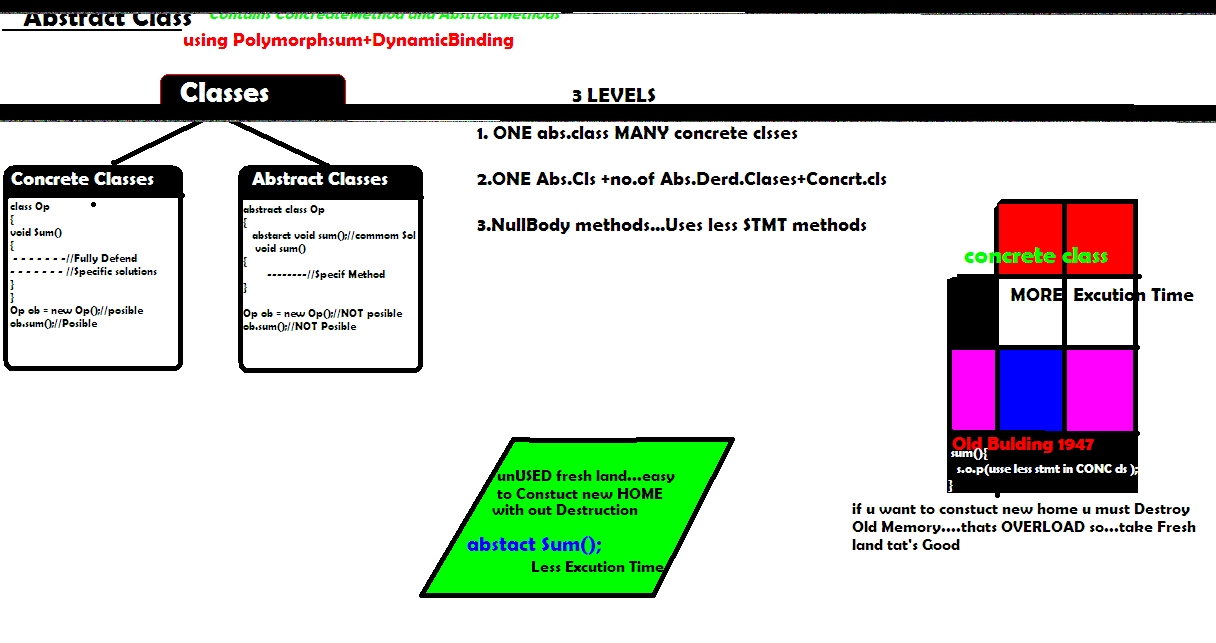 Abstract Class
Contains ConcreateMethod and AbstractMethods
using Polymorphsum+DynamicBinding
Classes
3 LEVELS
1. ONE abs.class MANY concrete clsses
2.ONE Abs.Cls +no.of Abs.Derd.Clases+Concrt.cls
3.NullBody methods...Uses less STMT methods
Concrete Classes
class Op
{
void Sum()
{
- - - - - - -//Fully Defend
- - - - - - - //Specific solutions
}
}
Op ob = new Op();//posible
ob.sum();//Posible
Abstract Classes
abstract class Op
{
abstarct void sum();//commom Sol
void sum()
{
--------//Specif Method
}
Op ob = new Op();//NOT posible
ob.sum();//NOT Posible
concrete class
MORE Excution Time
Old Bulding 1947
sum(){
s.o.p(usse less stmt in CONC cls );
}
if u want to constuct new home u must Destroy
Old Memory....thats OVERLOAD so...take Fresh
land tat's Good
unUSED fresh land...easy
to Constuct new HOME
with out Destruction
abstact Sum();
Less Excution Time